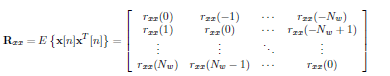 R_xx = E {x[n]x^T[n]} = [ r_xx(0) r_xx(−1) ⋯ r_xx(−N_w)
r_xx(1) r_xx(0) ⋯ r_xx(−N_w + 1)
⋮ ⋮ ⋱ ⋮
r_xx(N_w) r_xx(N_w − 1) ⋯ r_xx(0) ]